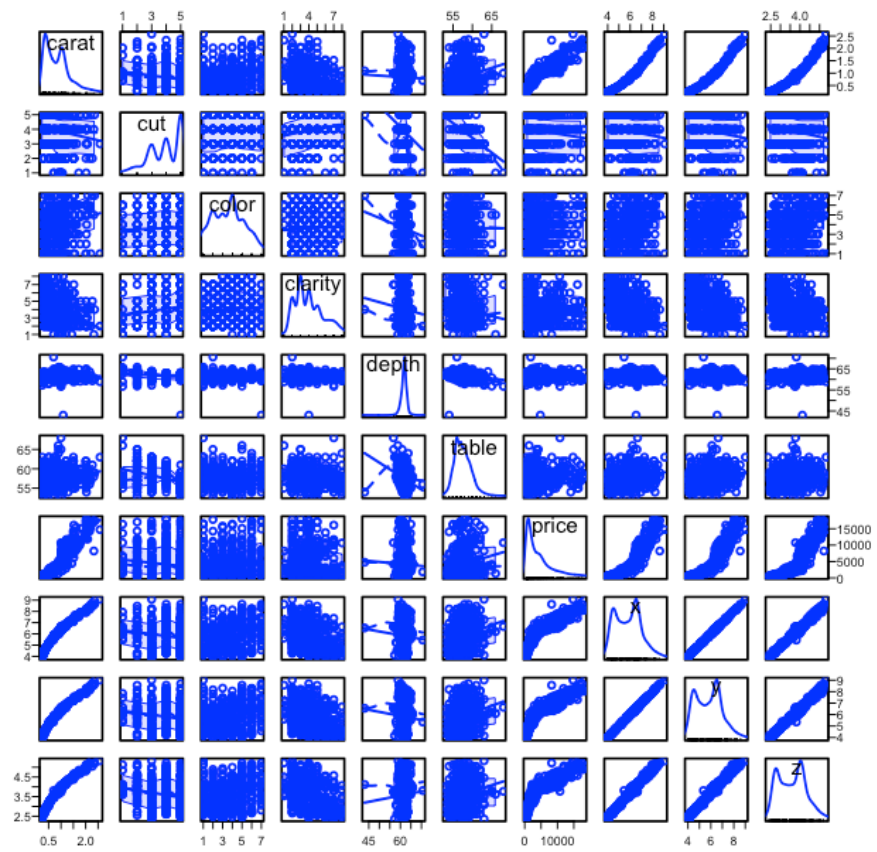 1 3 5 1 4 7 55 65 4 6 8 2.5 4.0
carat 0.5 1.0 1.5 2.0 2.5
1 2 3 4 5 cut
color 1 3 5 7
1 3 5 7 clarity
depth 45 55 65
55 60 65 table
price 0 5000 10000 15000
4 5 6 7 8 9 x
y 4 5 6 7 8 9
2.5 3.5 4.5 z
0.5 2.0 1 3 5 7 45 60 0 10000 4 6 8